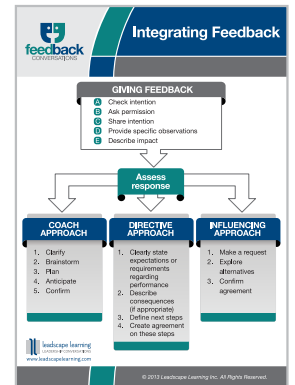 feedback
CONVERSATIONS
Integrating Feedback
GIVING FEEDBACK
A Check intention
B Ask permission
C Share intention
D Provide specific observations
E Describe impact
Assess
response
COACH
APPROACH
1. Clarify
2. Brainstorm
3. Plan
4. Anticipate
5. Confirm
DIRECTIVE
APPROACH
1. Clearly state
expectations or
requirements
regarding
performance
2. Describe
consequences
(if appropriate)
3. Define next steps
4. Create agreement
on these steps
INFLUENCING
APPROACH
1. Make a request
2. Explore
alternatives
3. Confirm
agreement
leadscape learning
LEADERSHIP CONVERSATIONS
www.leadscape.com
© 2013 Leadscape Learning Inc. All Rights Reserved.